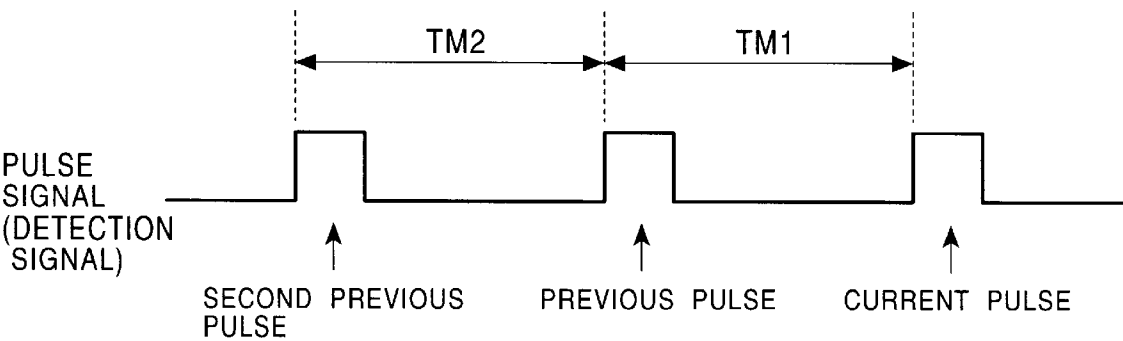 TM2
TM1
PULSE
SIGNAL
(DETECTION
SIGNAL)
SECOND PREVIOUS
PULSE
PREVIOUS PULSE
CURRENT PULSE